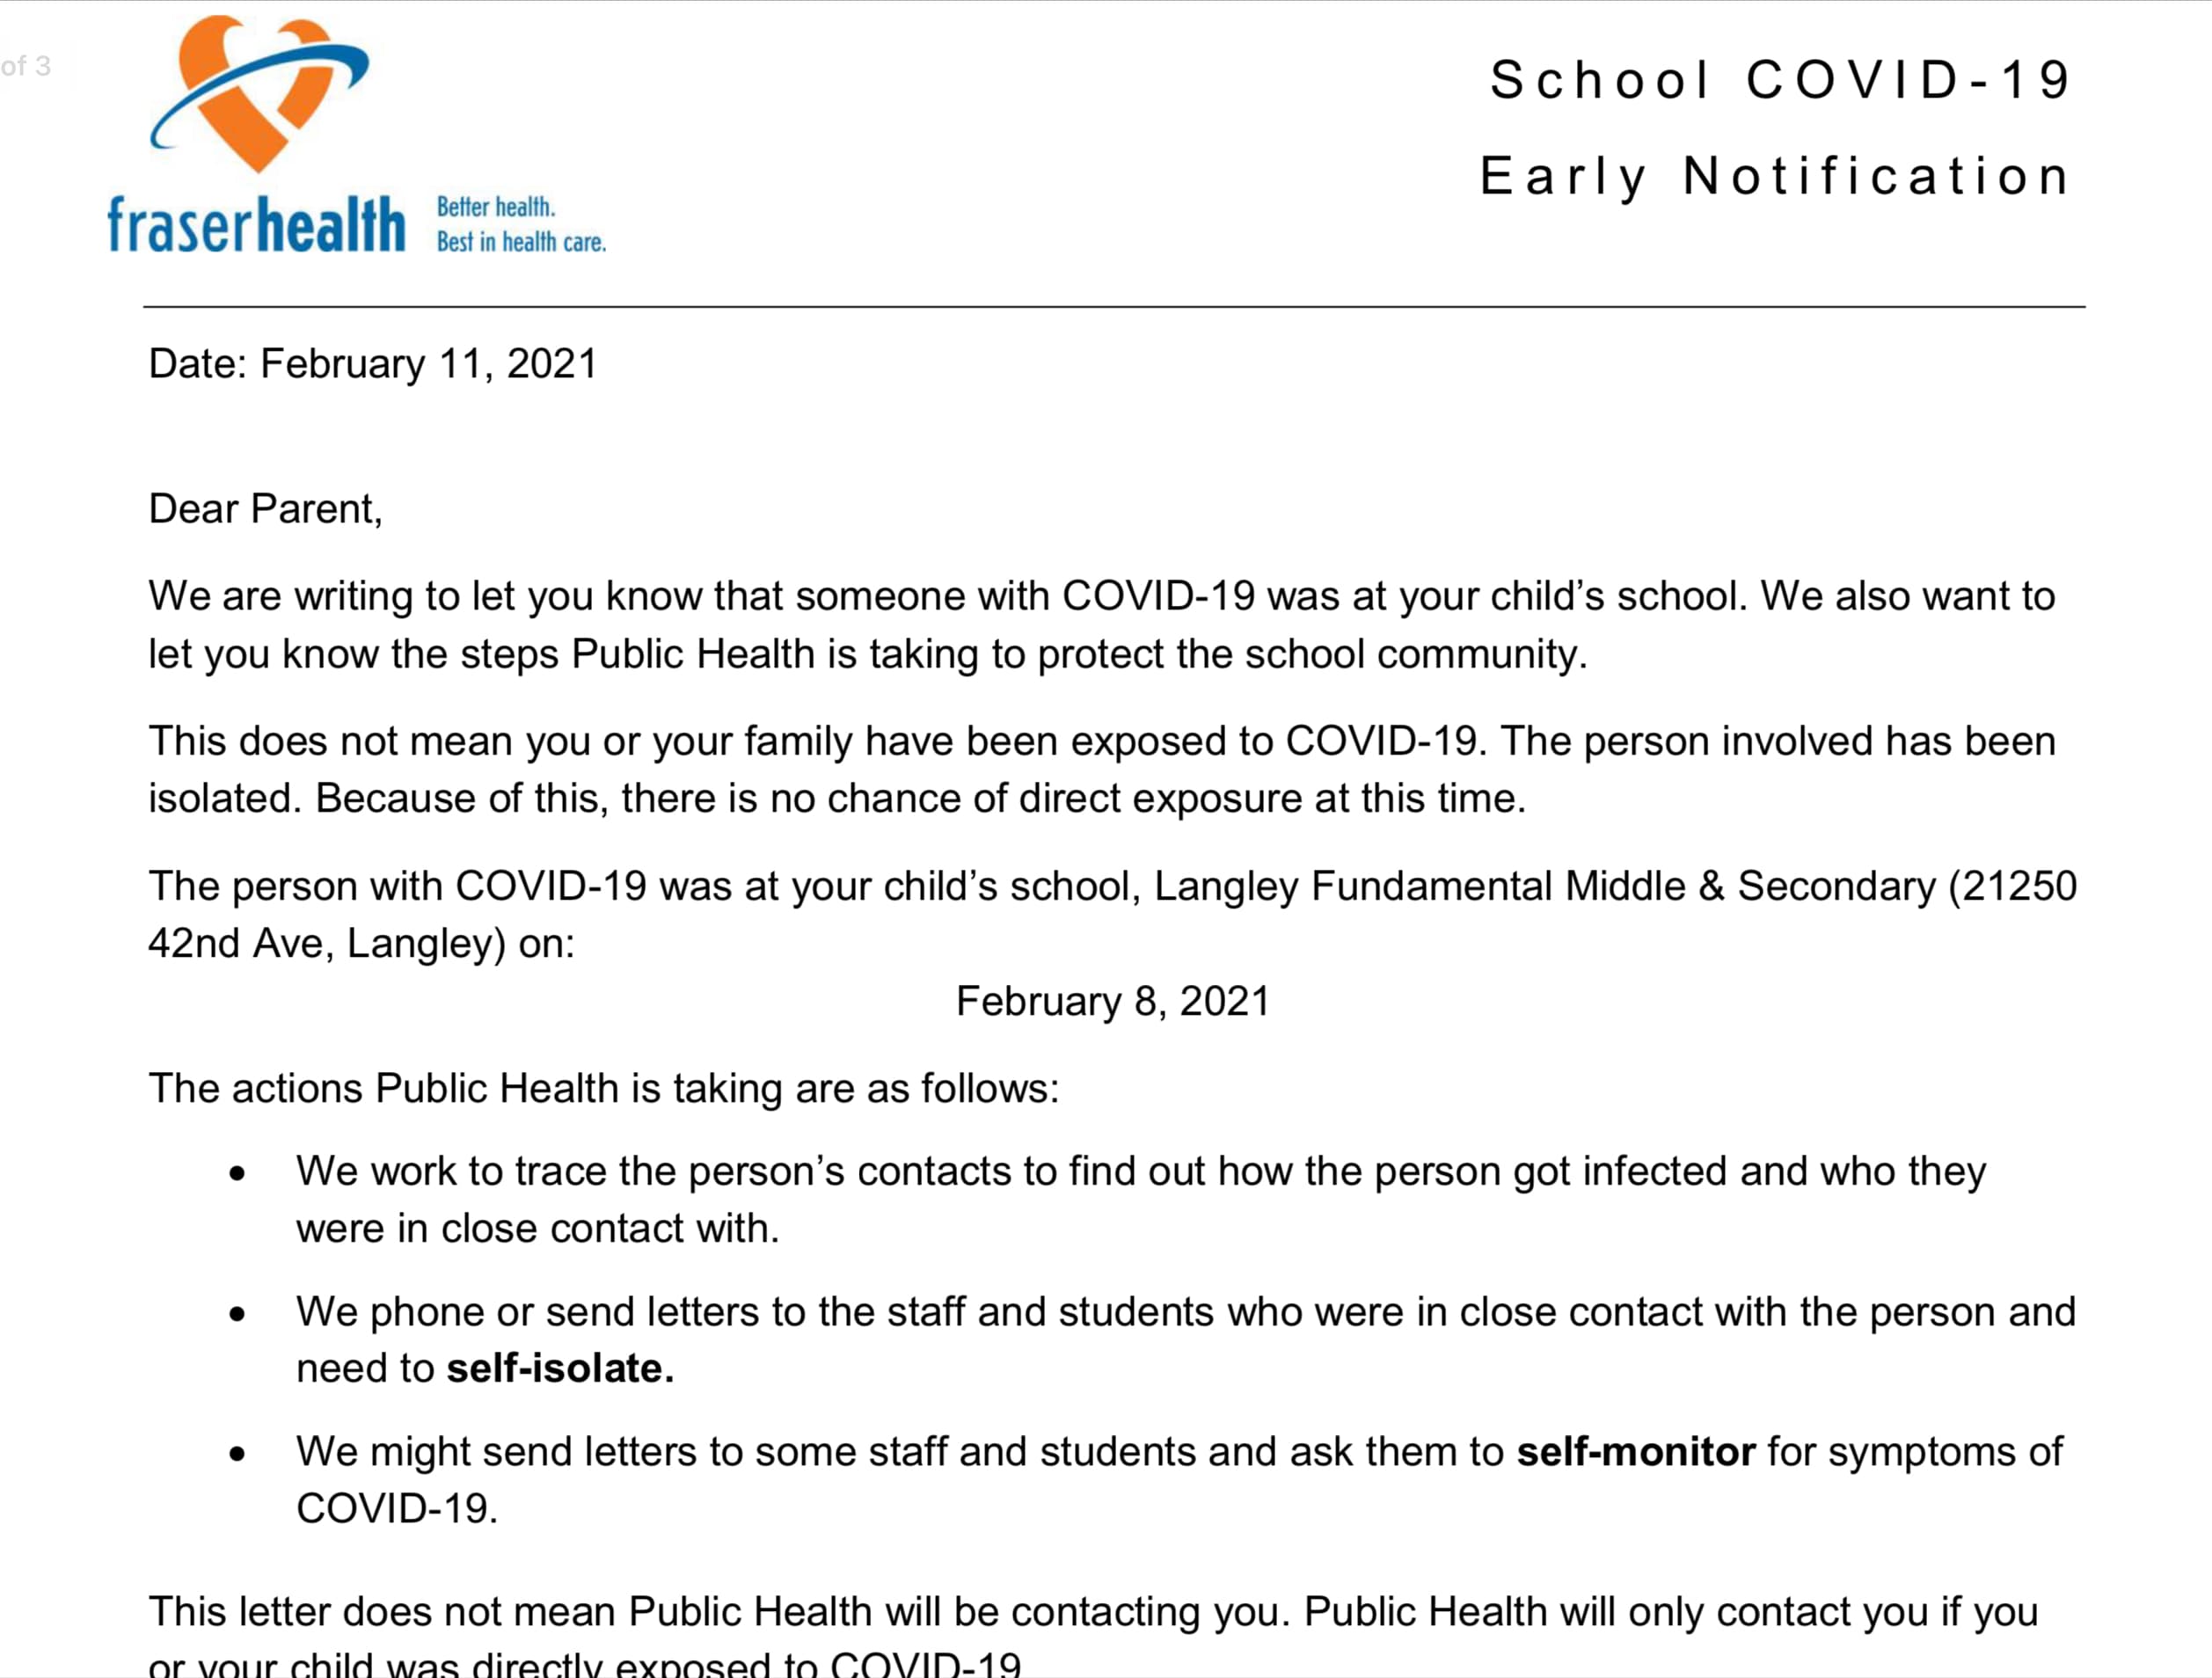 of 3
School COVID-19
Early Notification
fraserhealth
Better health.
Best in health care.
Date: February 11, 2021
Dear Parent,
We are writing to let you know that someone with COVID-19 was at your child’s school. We also want to
let you know the steps Public Health is taking to protect the school community.
This does not mean you or your family have been exposed to COVID-19. The person involved has been
isolated. Because of this, there is no chance of direct exposure at this time.
The person with COVID-19 was at your child’s school, Langley Fundamental Middle & Secondary (21250
42nd Ave, Langley) on:
February 8, 2021
The actions Public Health is taking are as follows:
• We work to trace the person’s contacts to find out how the person got infected and who they
were in close contact with.
• We phone or send letters to the staff and students who were in close contact with the person and
need to self-isolate.
• We might send letters to some staff and students and ask them to self-monitor for symptoms of
COVID-19.
This letter does not mean Public Health will be contacting you. Public Health will only contact you if you
or your child was directly exposed to COVID-19